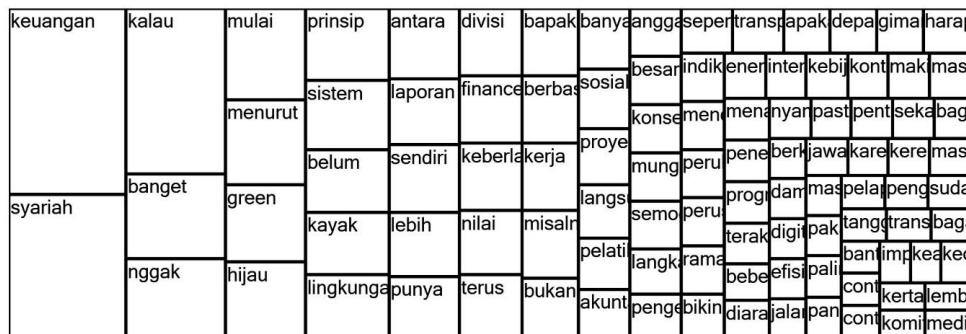 keuangan
syariah
kalau
banget
nggak
mulai
menurut
green
hijau
prinsip
sistem
belum
kayak
lingkunga
antara
laporan
sendiri
lebih
punya
divisi
finance
keberla
nilai
terus
bapak
berbas
kerja
misaln
bukan
banya
sosial
proye
langs
pelati
akunt
angga
besar
konse
mung
semo
langk
penge
seper
indik
men
peru
peru
rama
bikin
transp
apak
depa
gima
harap
ener
inter
kebij
kont
maki
mas
mena
nyan
past
pent
seka
bag
pene
berk
jawa
kare
kere
mas
progr
dam
mas
pelap
peng
suda
terak
digit
pak
tangg
trans
bag
bebe
efisi
pali
bant
imp
kea
kec
diara
jalar
pan
cont
cont
kerta
lemb
komi
medi